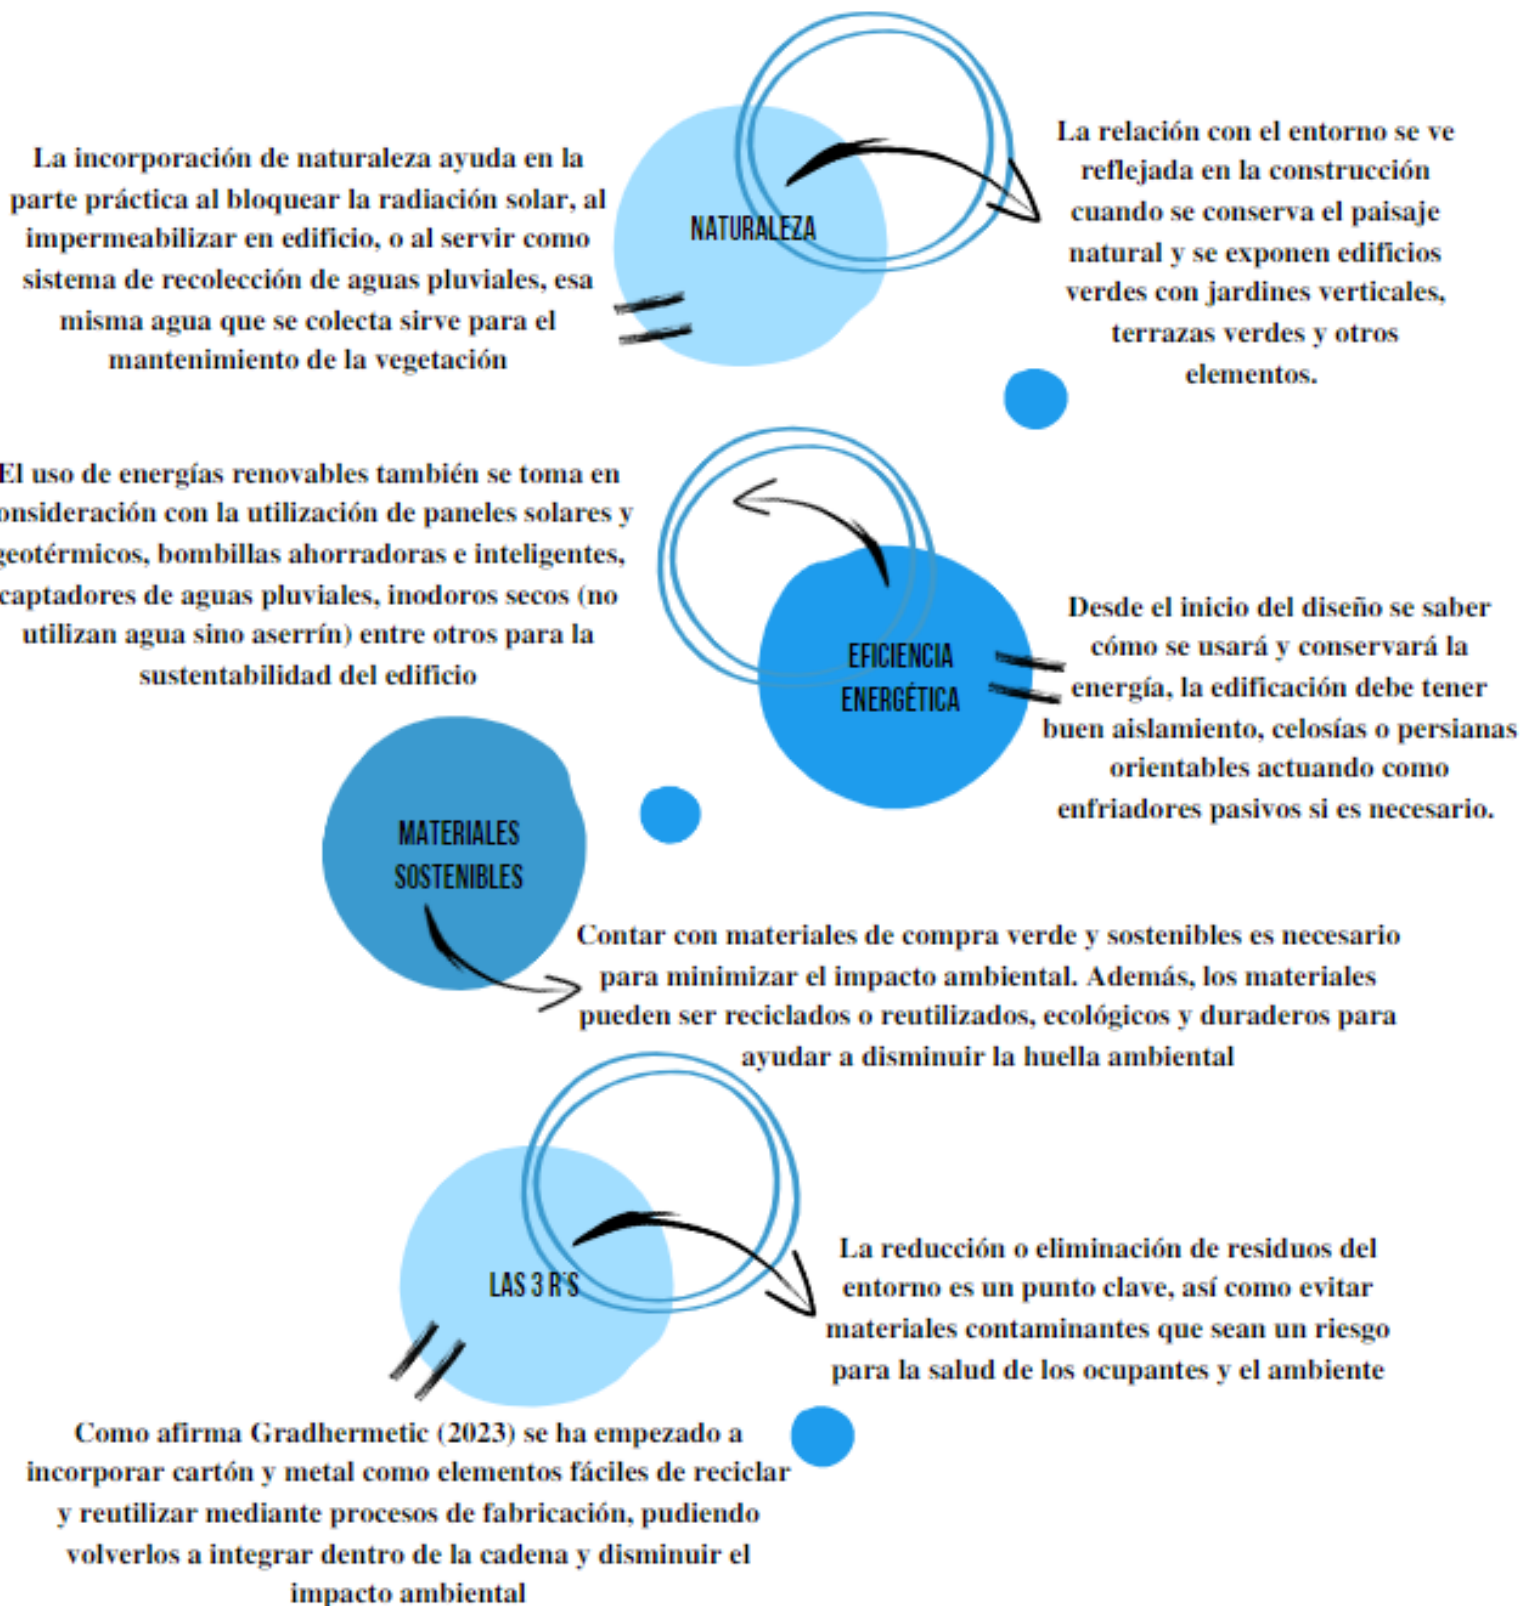 La incorporación de naturaleza ayuda en la
parte práctica al bloquear la radiación solar, al
impermeabilizar en edificio, o al servir como
sistema de recolección de aguas pluviales, esa
misma agua que se colecta sirve para el
mantenimiento de la vegetación
NATURALEZA
La relación con el entorno se ve
reflejada en la construcción
cuando se conserva el paisaje
natural y se exponen edificios
verdes con jardines verticales,
terrazas verdes y otros
elementos.
El uso de energías renovables también se toma en
onsideración con la utilización de paneles solares y
geotérmicos, bombillas ahorradoras e inteligentes,
captadores de aguas pluviales, inodoros secos (no
utilizan agua sino aserrín) entre otros para la
sustentabilidad del edificio
EFICIENCIA
ENERGÉTICA
Desde el inicio del diseño se saber
cómo se usará y conservará la
energía, la edificación debe tener
buen aislamiento, celosías o persianas
orientables actuando como
enfriadores pasivos si es necesario.
MATERIALES
SOSTENIBLES
Contar con materiales de compra verde y sostenibles es necesario
para minimizar el impacto ambiental. Además, los materiales
pueden ser reciclados o reutilizados, ecológicos y duraderos para
ayudar a disminuir la huella ambiental
LAS 3 R´S
La reducción o eliminación de residuos del
entorno es un punto clave, así como evitar
materiales contaminantes que sean un riesgo
para la salud de los ocupantes y el ambiente
Como afirma Gradhermetic (2023) se ha empezado a
incorporar cartón y metal como elementos fáciles de reciclar
y reutilizar mediante procesos de fabricación, pudiendo
volverlos a integrar dentro de la cadena y disminuir el
impacto ambiental